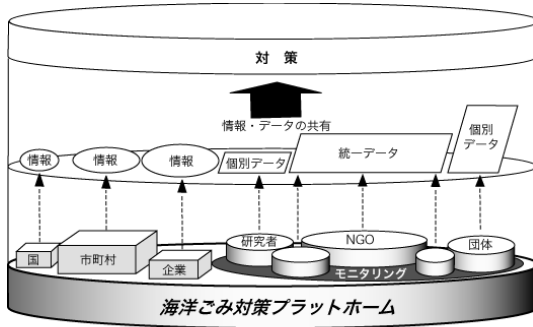 対 策
情報・データの共有
情報
情報
情報
個別データ
統一データ
個別
データ
国
市町村
企業
研究者
NGO
団体
モニタリング
海洋ごみ対策プラットホーム